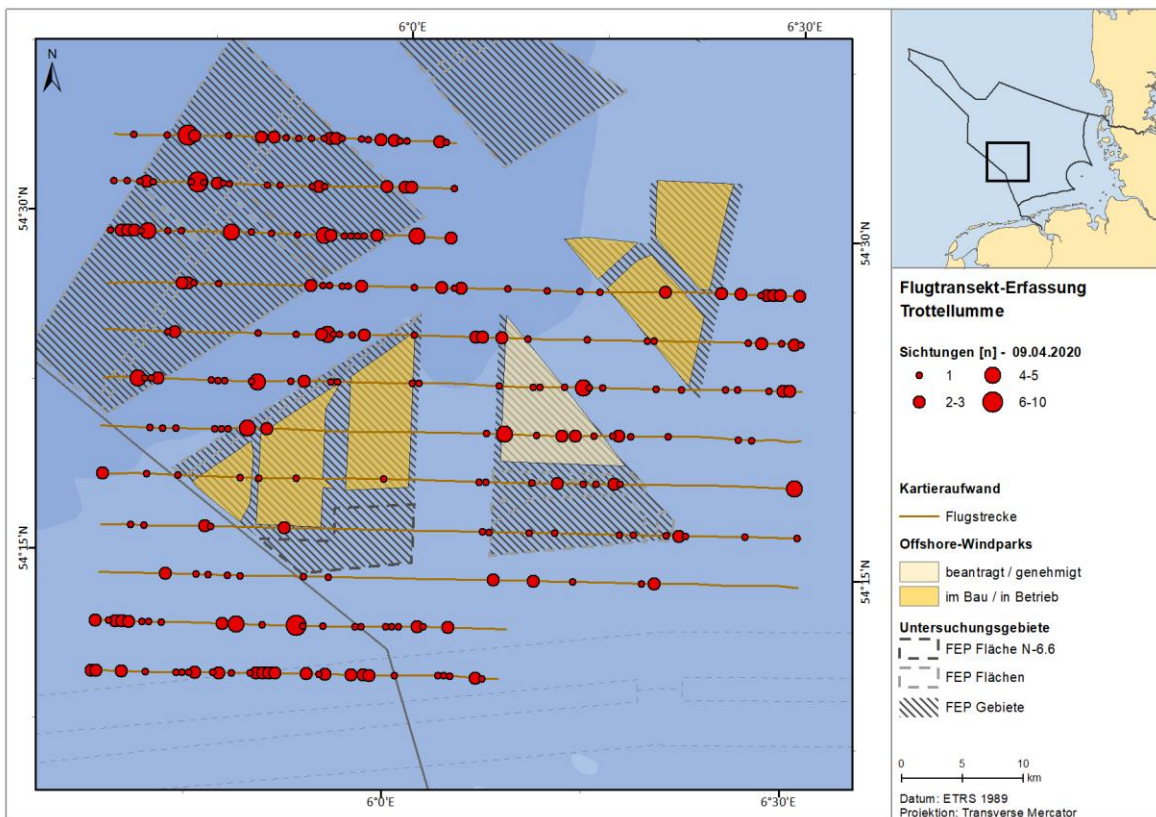 6°0'E
6°30'E
N
54°30'N
54°30'N
54°15'N
54°15'N
6°0'E
6°30'E
Flugtransekt-Erfassung
Trottellumme
Sichtungen [n] - 09.04.2020
1
4-5
2-3
6-10
Kartieraufwand
Flugstrecke
Offshore-Windparks
beantragt / genehmigt
im Bau / in Betrieb
Untersuchungsgebiete
FEP Fläche N-6.6
FEP Flächen
FEP Gebiete
0 5 10
km
Datum: ETRS 1989
Projektion: Transverse Mercator